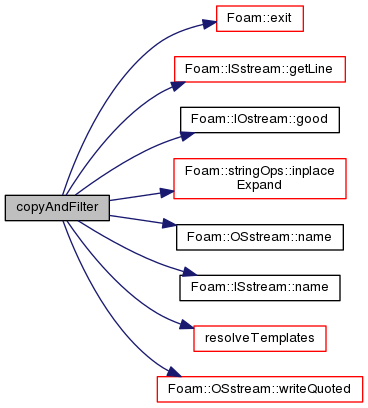 Foam::exit
Foam::ISstream::getLine
Foam::IOstream::good
Foam::stringOps::inplace
Expand
copyAndFilter
Foam::OSstream::name
Foam::ISstream::name
resolveTemplates
Foam::OSstream::writeQuoted